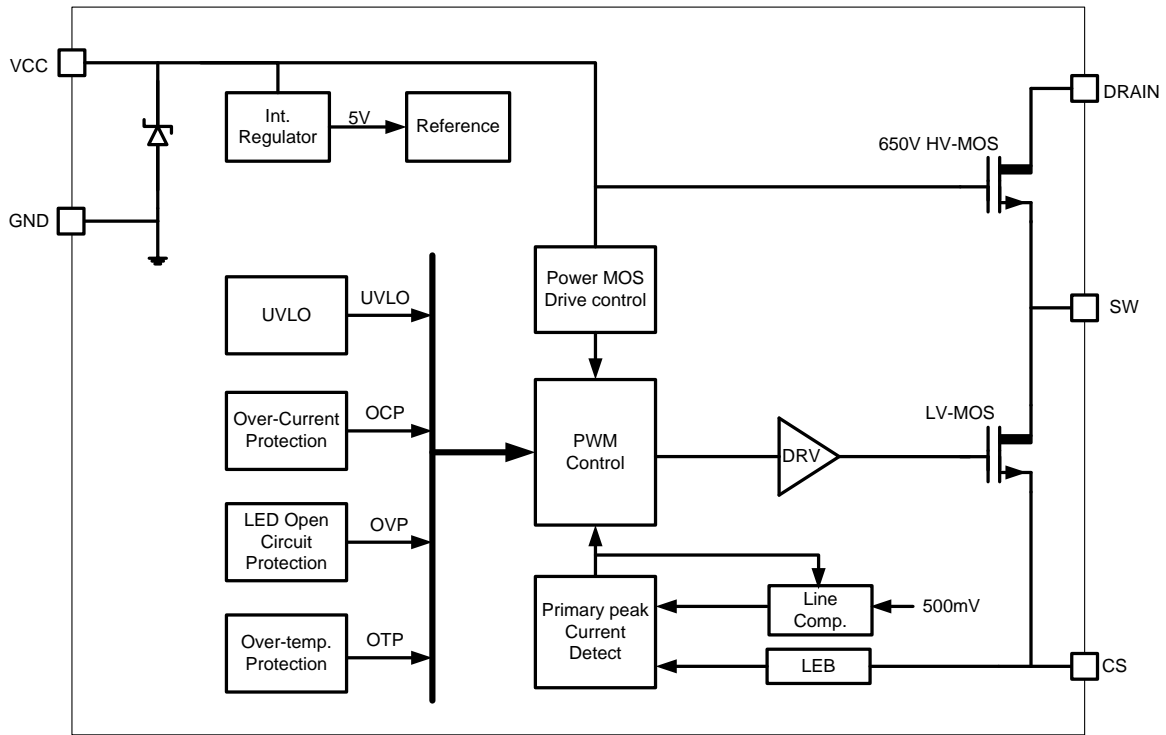 VCC
GND
Int.
Regulator
5V
Reference
650V HV-MOS
DRAIN
Power MOS
Drive control
UVLO
UVLO
SW
Over-Current
Protection
OCP
PWM
Control
DRV
LV-MOS
LED Open
Circuit
Protection
OVP
Primary peak
Current
Detect
Line
Comp.
500mV
Over-temp.
Protection
OTP
LEB
CS